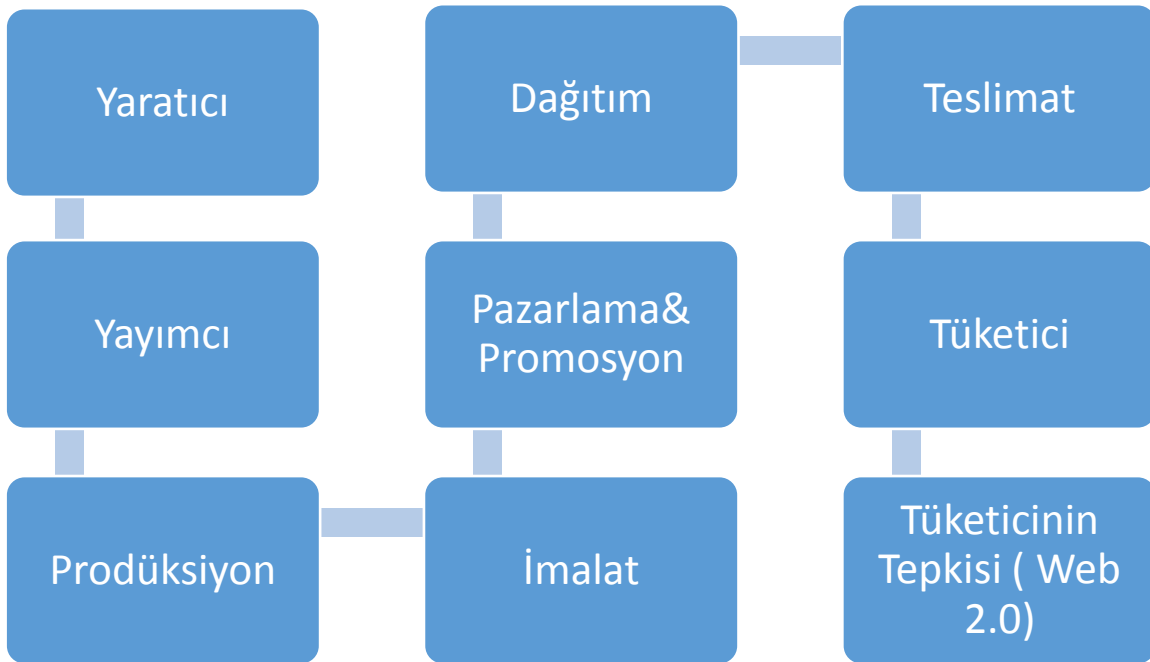 Yaratıcı
Yayımcı
Prodüksiyon
İmalat
Pazarlama&
Promosyon
Dağıtım
Teslimat
Tüketici
Tüketicinin
Tepkisi ( Web
2.0)